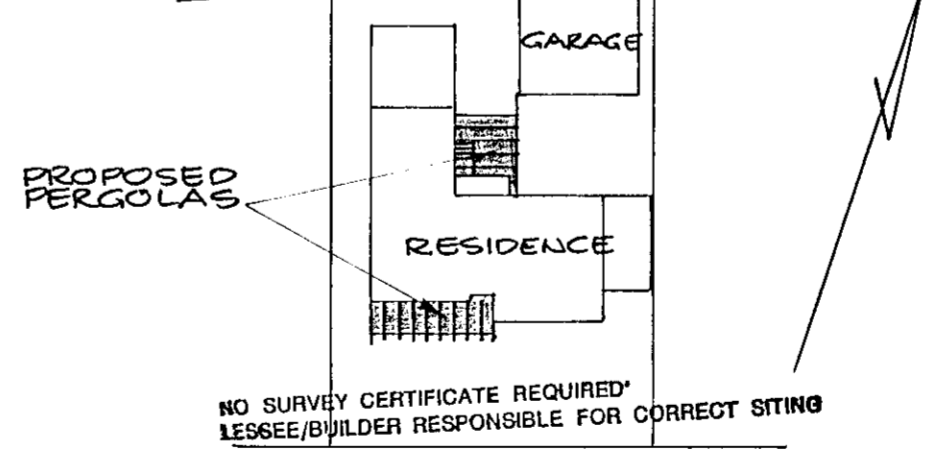 GARAGE
PROPOSED
PERGOLAS
RESIDENCE
NO SURVEY CERTIFICATE REQUIRED
LESSEE/BUILDER RESPONSIBLE FOR CORRECT SITING